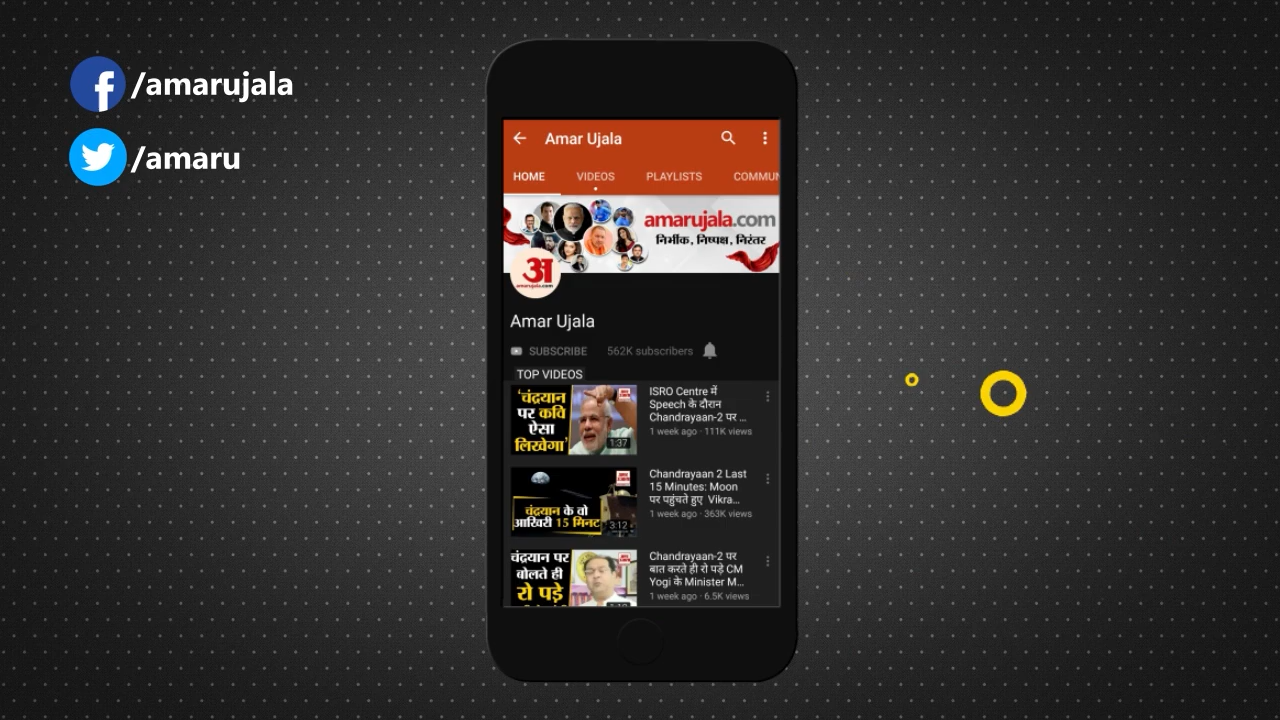 /amarujala
/amaru
Amar Ujala
HOME VIDEOS PLAYLISTS COMMUN
amarujala.com
निर्भीक, निष्पक्ष, निरंतर
अ
amarujala.com
Amar Ujala
SUBSCRIBE 562K subscribers
TOP VIDEOS
'चंद्रयान
पर कवि
ऐसा
लिखेगा'
1:37
ISRO Centre में
Speech के दौरान
Chandrayaan-2 पर ...
1 week ago · 111K views
चंद्रयान के वो
आखिरी 15 मिनट
3:12
Chandrayaan 2 Last
15 Minutes: Moon
पर पहुंचते हुए Vikra...
1 week ago · 363K views
चंद्रयान पर
बोलते ही
रो पड़े
Chandrayaan-2 पर
बात करते ही रो पड़े CM
Yogi के Minister M...
1 week ago · 6.5K views